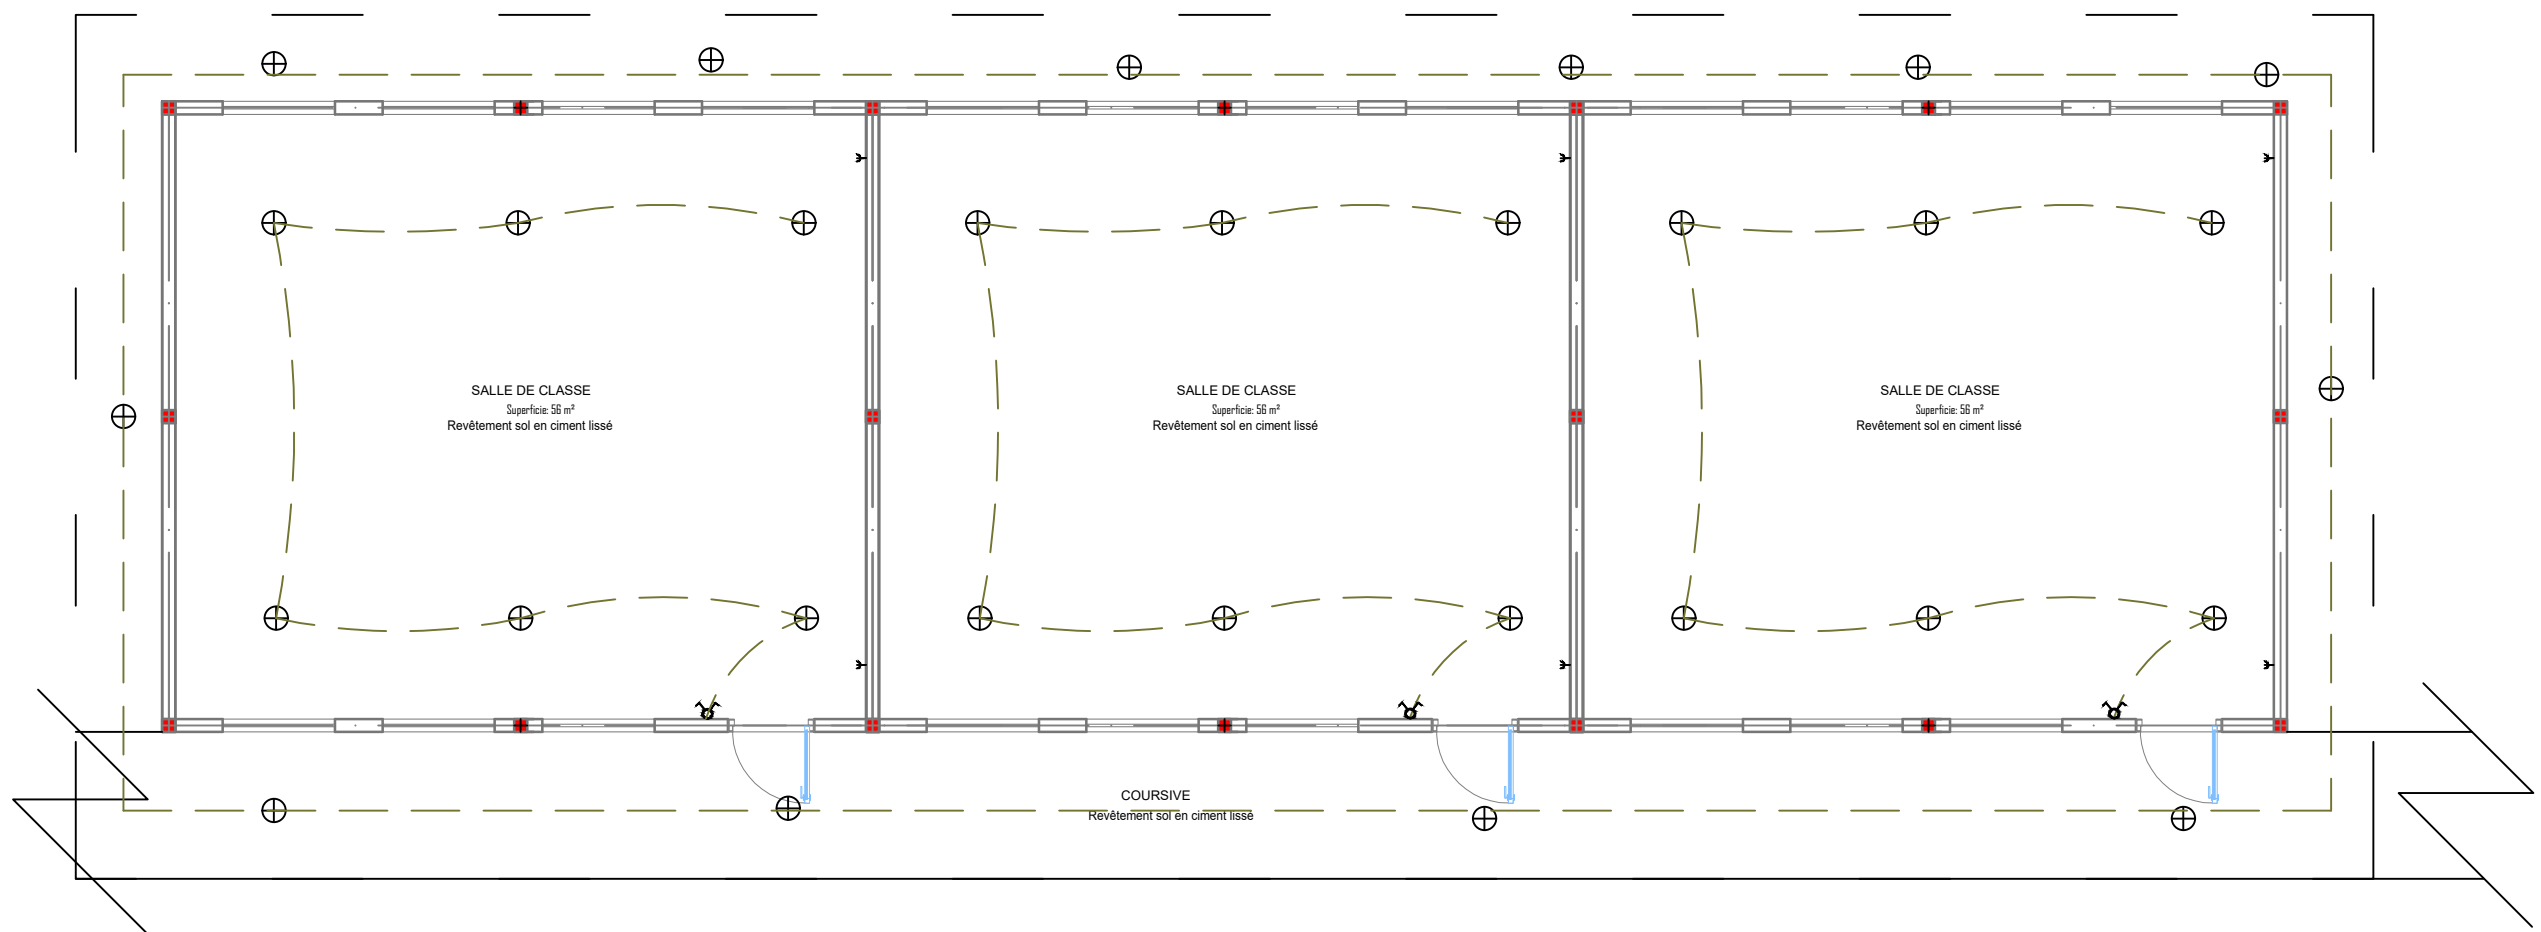 SALLE DE CLASSE
Superficie: 56 m²
Revêtement sol en ciment lissé
SALLE DE CLASSE
Superficie: 56 m²
Revêtement sol en ciment lissé
SALLE DE CLASSE
Superficie: 56 m²
Revêtement sol en ciment lissé
COURSIVE
Revêtement sol en ciment lissé